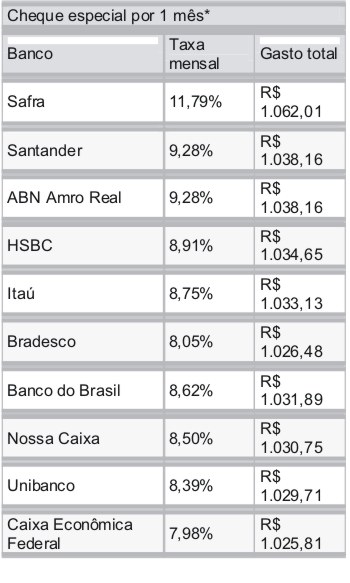 Cheque especial por 1 mês*
Banco Taxa mensal Gasto total
Safra 11,79% R$ 1.062,01
Santander 9,28% R$ 1.038,16
ABN Amro Real 9,28% R$ 1.038,16
HSBC 8,91% R$ 1.034,65
Itaú 8,75% R$ 1.033,13
Bradesco 8,05% R$ 1.026,48
Banco do Brasil 8,62% R$ 1.031,89
Nossa Caixa 8,50% R$ 1.030,75
Unibanco 8,39% R$ 1.029,71
Caixa Econômica Federal 7,98% R$ 1.025,81